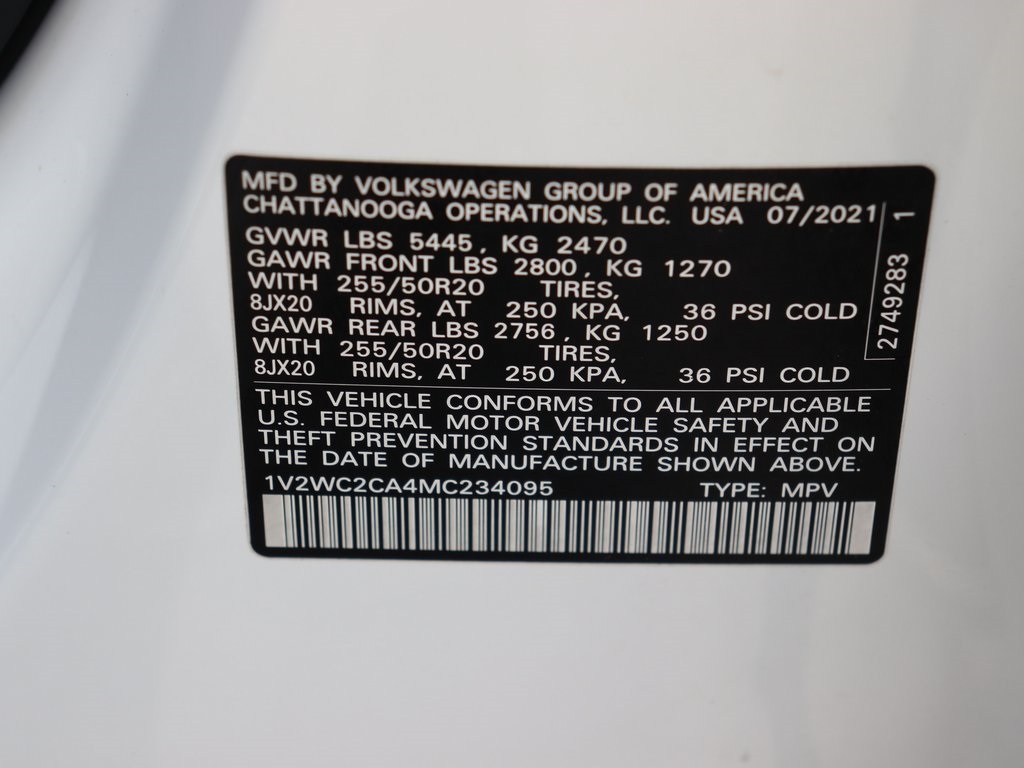 MFD BY VOLKSWAGEN GROUP OF AMERICA
CHATTANOOGA OPERATIONS, LLC. USA 07/2021
GVWR LBS 5445, KG 2470
GAWR FRONT LBS 2800, KG 1270
WITH 255/50R20 TIRES,
8JX20 RIMS, AT 250 KPA, 36 PSI COLD
GAWR REAR LBS 2756, KG 1250
WITH 255/50R20 TIRES,
8JX20 RIMS, AT 250 KPA, 36 PSI COLD
THIS VEHICLE CONFORMS TO ALL APPLICABLE
U.S. FEDERAL MOTOR VEHICLE SAFETY AND
THEFT PREVENTION STANDARDS IN EFFECT ON
THE DATE OF MANUFACTURE SHOWN ABOVE.
1V2WC2CA4MC234095 TYPE: MPV
2749283 1